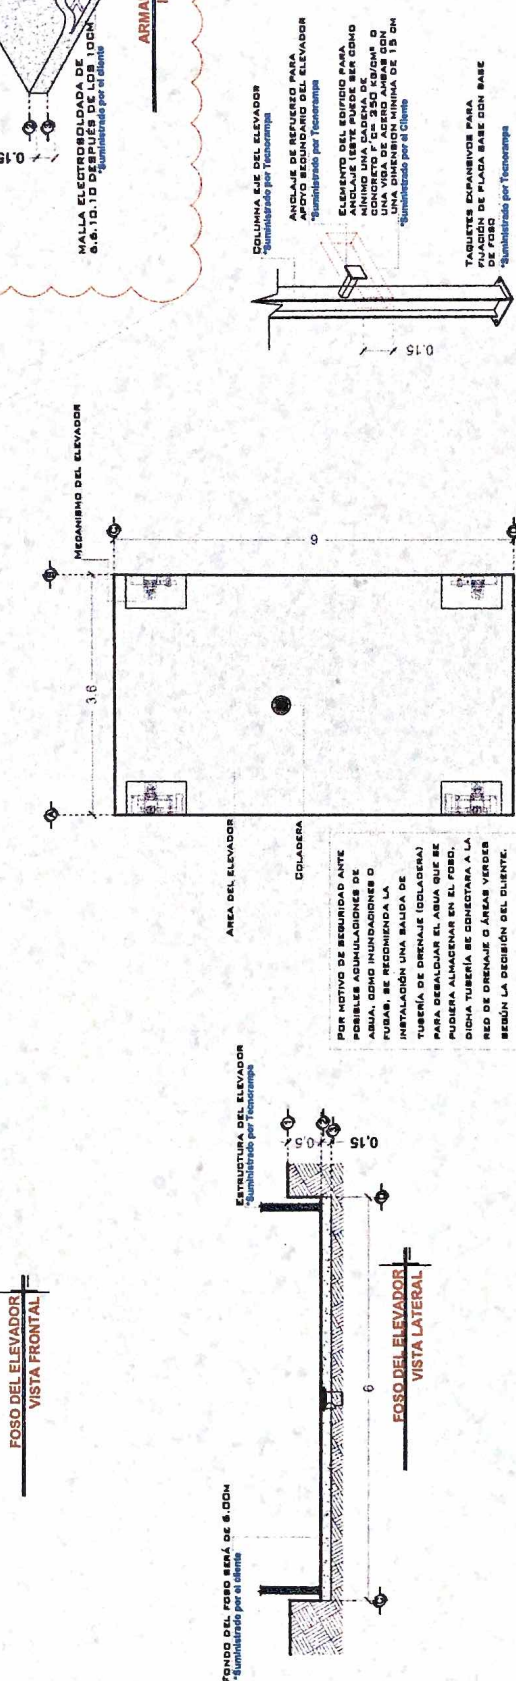 FOSO DEL ELEVADOR
VISTA FRONTAL
FONDO DEL FOSO SERÁ DE 6.00M
*Suministrado por el cliente
ESTRUCTURA DEL ELEVADOR
*Suministrado por Tecnorampa
1
2
3
0.5
0.15
6
C
D
FOSO DEL ELEVADOR
VISTA LATERAL
AREA DEL ELEVADOR
COLADERA
POR MOTIVO DE SEGURIDAD ANTE
POSIBLES ACUMULACIONES DE
AGUA, COMO INUNDACIONES O
FUGAS, SE RECOMIENDA LA
INSTALACIÓN UNA SALIDA DE
TUBERÍA DE DRENAJE (COLADERA)
PARA DESALOJAR EL AGUA QUE SE
PUDIERA ALMACENAR EN EL FOSO,
DICHA TUBERÍA SE CONECTARA A LA
RED DE DRENAJE O ÁREAS VERDES
SEGÚN LA DECISIÓN DEL CLIENTE.
A
B
3.6
MECANISMO DEL ELEVADOR
C
6
MALLA ELECTROSOLDADA DE
6.6.10.10 DESPUÉS DE LOS 10CM
*Suministrado por el cliente
2
3
0.15
ARMA
COLUMNA EJE DEL ELEVADOR
*Suministrado por Tecnorampa
ANCLAJE DE REFUERZO PARA
APOYO SECUNDARIO DEL ELEVADOR
*Suministrado por Tecnorampa
ELEMENTO DEL EDIFICIO PARA
ANCLAJE (ESTE PUEDE SER COMO
MÍNIMO UNA CADENA DE
CONCRETO F'C= 250 KG/CM² O
UNA VIGA DE ACERO AMBAS CON
UNA DIMENSION MINIMA DE 15 CM
*Suministrado por el Cliente
0.15
TAQUETES EXPANSIVOS PARA
FIJACIÓN DE PLACA BASE CON BASE
DE FOSO
*Suministrado por